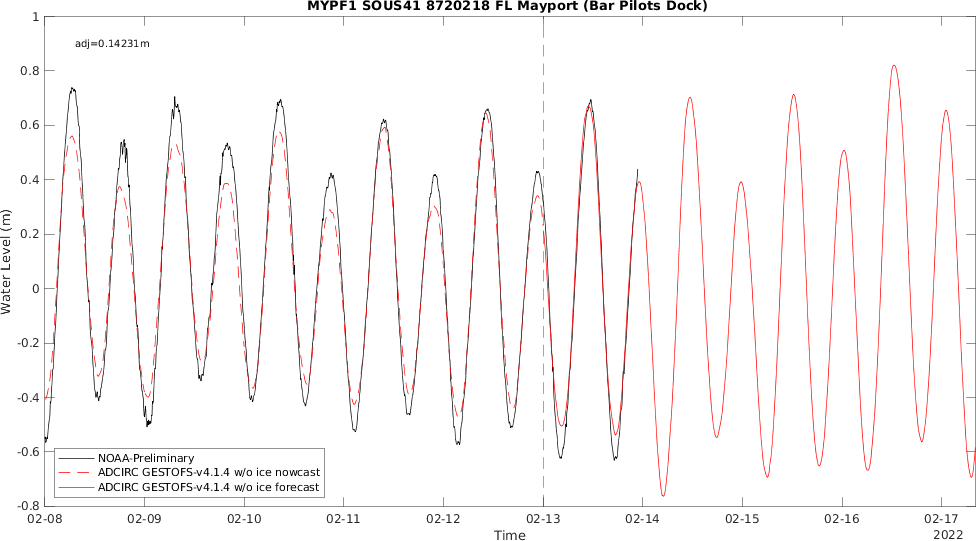 MYPF1 SOUS41 8720218 FL Mayport (Bar Pilots Dock)
adj=0.14231m
Water Level (m)
1
0.8
0.6
0.4
0.2
0
-0.2
-0.4
-0.6
-0.8
NOAA-Preliminary
ADCIRC GESTOFS-v4.1.4 w/o ice nowcast
ADCIRC GESTOFS-v4.1.4 w/o ice forecast
02-08 02-09 02-10 02-11 02-12 02-13 02-14 02-15 02-16 02-17
Time
2022